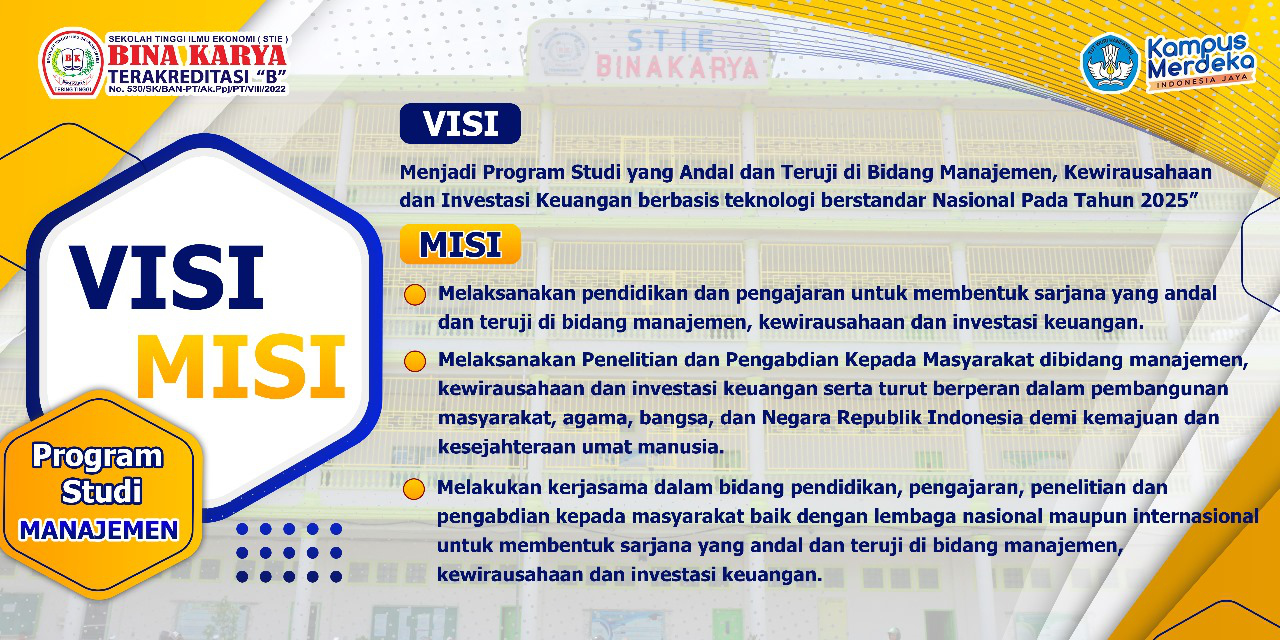 SEKOLAH TINGGI ILMU EKONOMI ( STIE )
BINA KARYA
TERAKREDITASI "B"
No. 530/SK/BAN-PT/Ak.Ppj/PT/VIII/2022
BK
TEBING TINGGI
STIE
BINAKARYA
TUT WURI HANDAYANI
Kampus
Merdeka
INDONESIA JAYA
VISI
Menjadi Program Studi yang Andal dan Teruji di Bidang Manajemen, Kewirausahaan
dan Investasi Keuangan berbasis teknologi berstandar Nasional Pada Tahun 2025”
MISI
Melaksanakan pendidikan dan pengajaran untuk membentuk sarjana yang andal
dan teruji di bidang manajemen, kewirausahaan dan investasi keuangan.
Melaksanakan Penelitian dan Pengabdian Kepada Masyarakat dibidang manajemen,
kewirausahaan dan investasi keuangan serta turut berperan dalam pembangunan
masyarakat, agama, bangsa, dan Negara Republik Indonesia demi kemajuan dan
kesejahteraan umat manusia.
Melakukan kerjasama dalam bidang pendidikan, pengajaran, penelitian dan
pengabdian kepada masyarakat baik dengan lembaga nasional maupun internasional
untuk membentuk sarjana yang andal dan teruji di bidang manajemen,
kewirausahaan dan investasi keuangan.
VISI
MISI
Program
Studi
MANAJEMEN